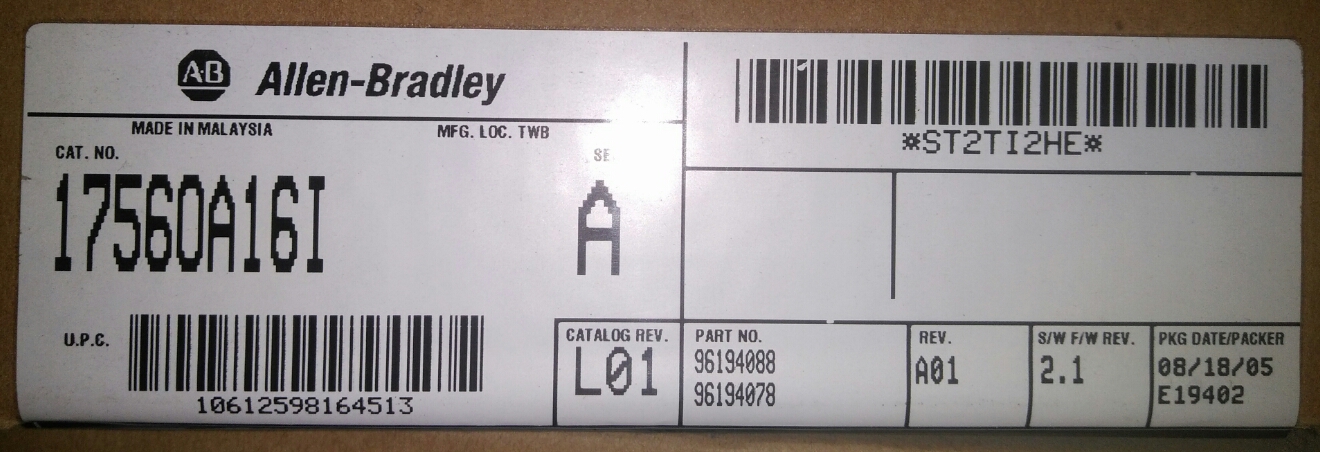 AB Allen-Bradley
MADE IN MALAYSIA MFG. LOC. TWB
CAT. NO.
1756OA16I A
U.P.C.
10612598164513
*ST2TI2HE*
CATALOG REV.
L01
PART NO.
96194088
96194078
REV.
A01
S/W F/W REV.
2.1
PKG DATE/PACKER
08/18/05
E19402